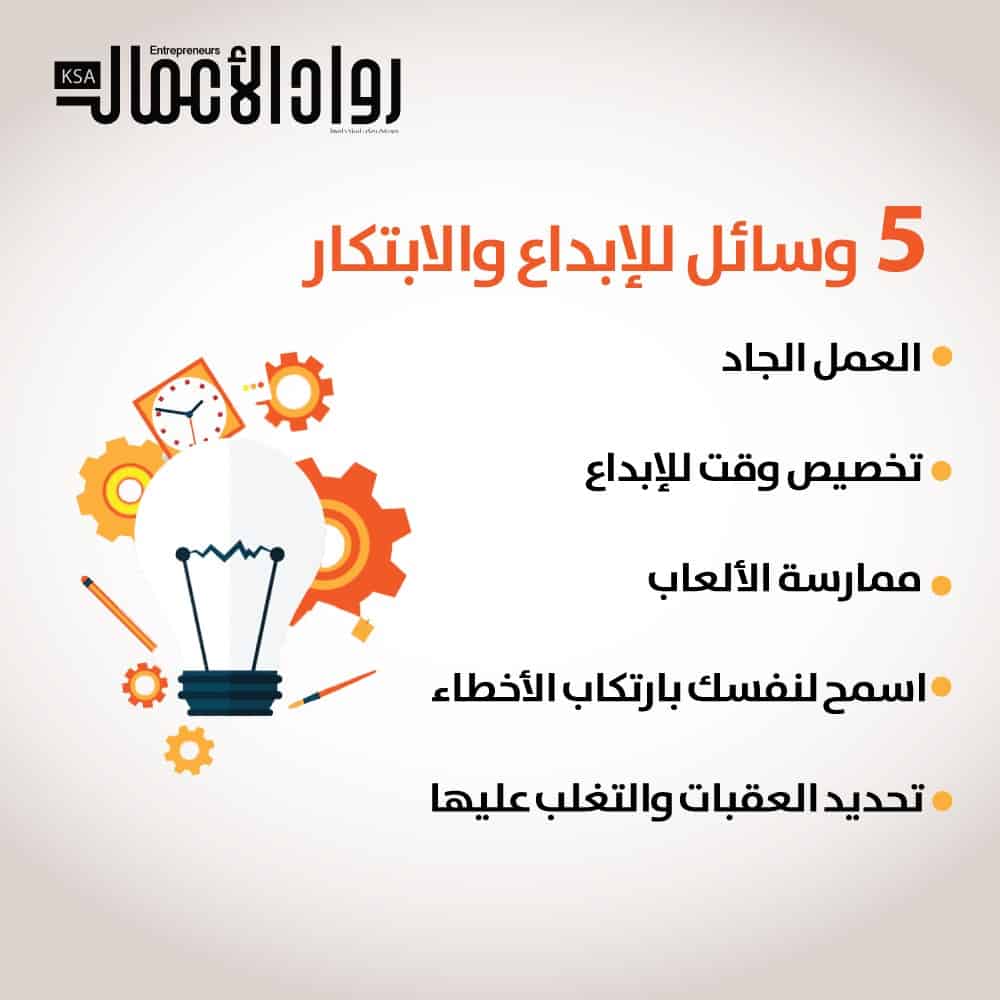 Entrepreneurs
رواد الأعمال
KSA
5 وسائل للإبداع والابتكار
العمل الجاد
تخصيص وقت للإبداع
ممارسة الألعاب
اسمح لنفسك بارتكاب الأخطاء
تحديد العقبات والتغلب عليها